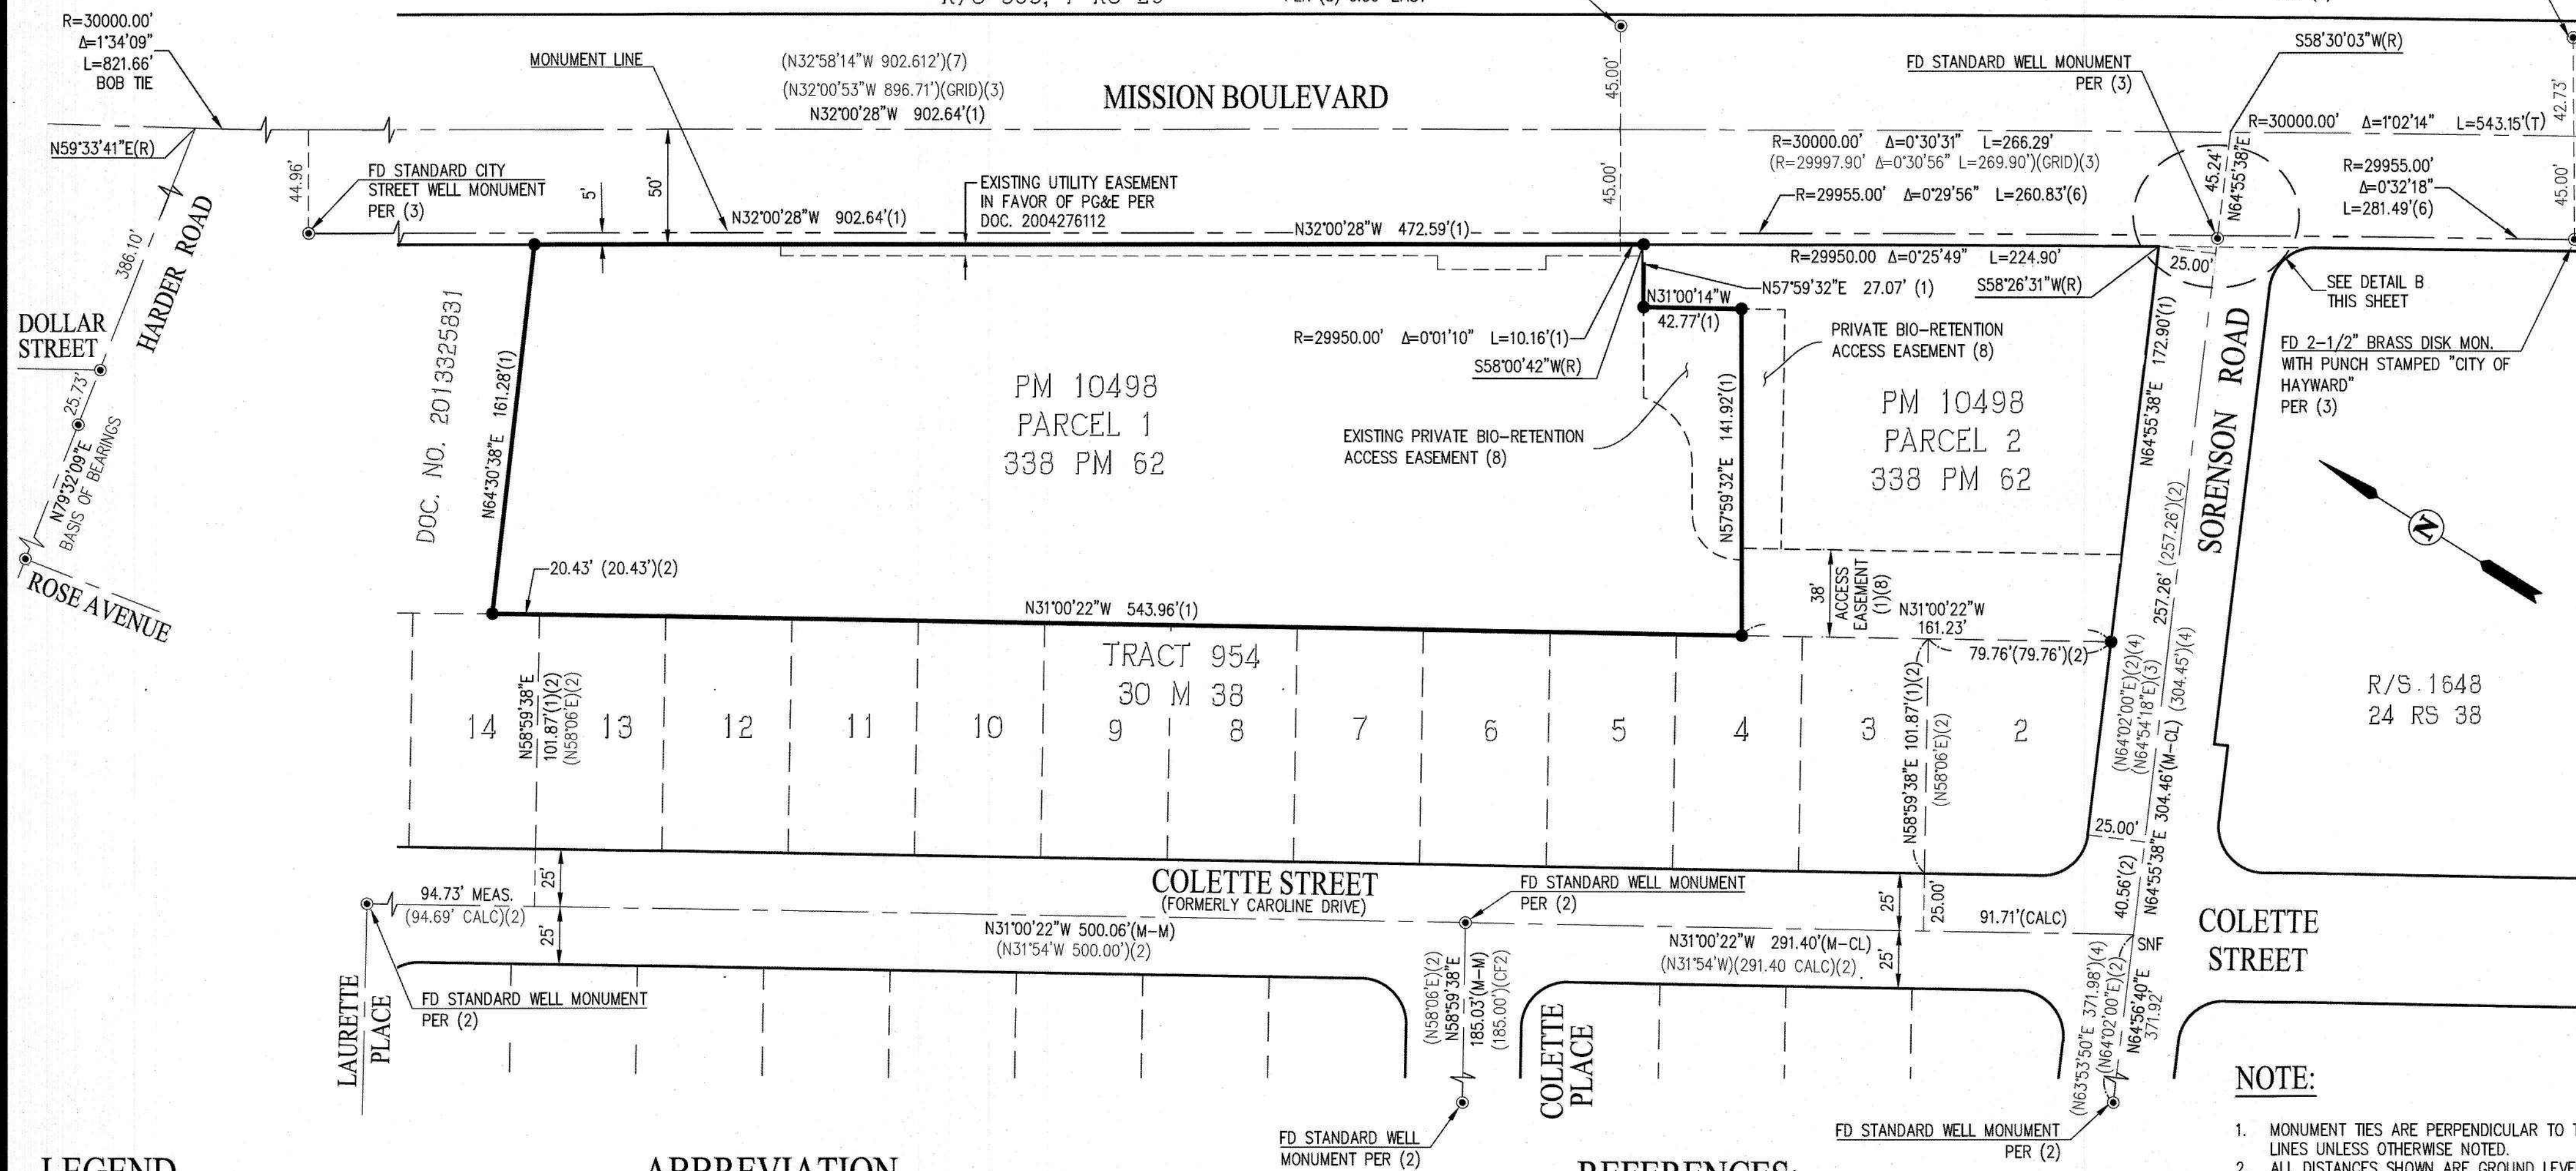 R=30000.00'
Δ=1°34'09"
L=821.66'
BOB TIE
MONUMENT LINE
(N32°58'14"W 902.612')(7)
(N32°00'53"W 896.71')(GRID)(3)
N32°00'28"W 902.64'(1)
MISSION BOULEVARD
45.00'
45.00'
FD STANDARD WELL MONUMENT
PER (3)
S58°30'03"W(R)
42.73'
45.00'
R=30000.00' Δ=1°02'14" L=543.15'(T)
R=30000.00' Δ=0°30'31" L=266.29'
(R=29997.90' Δ=0°30'56" L=269.90')(GRID)(3)
R=29955.00' Δ=0°29'56" L=260.83'(6)
45.24'
N64°55'38"E
R=29955.00'
Δ=0°32'18"
L=281.49'(6)
N59°33'41"E(R)
44.96'
FD STANDARD CITY
STREET WELL MONUMENT
PER (3)
5'
50'
N32°00'28"W 902.64'(1)
EXISTING UTILITY EASEMENT
IN FAVOR OF PG&E PER
DOC. 2004276112
N32°00'28"W 472.59'(1)
R=29950.00 Δ=0°25'49" L=224.90'
25.00'
N57°59'32"E 27.07' (1)
S58°26'31"W(R)
SEE DETAIL B
THIS SHEET
N31°00'14"W
42.77'(1)
R=29950.00' Δ=0°01'10" L=10.16'(1)
S58°00'42"W(R)
PRIVATE BIO-RETENTION
ACCESS EASEMENT (8)
FD 2-1/2" BRASS DISK MON.
WITH PUNCH STAMPED "CITY OF
HAYWARD"
PER (3)
386.10'
HARDER ROAD
DOLLAR
STREET
25.73'
N79°32'09"E
BASIS OF BEARINGS
ROSE AVENUE
DOC. NO. 2013325831
N64°30'38"E 161.28'(1)
PM 10498
PARCEL 1
338 PM 62
EXISTING PRIVATE BIO-RETENTION
ACCESS EASEMENT (8)
N57°59'32"E 141.92'(1)
PM 10498
PARCEL 2
338 PM 62
N64°55'38"E 172.90'(1)
SORENSON ROAD
257.26' (257.26')(2)
N
20.43' (20.43')(2)
N31°00'22"W 543.96'(1)
38'
ACCESS
EASEMENT
(1)(8)
N31°00'22"W
161.23'
79.76'(79.76')(2)
TRACT 954
30 M 38
14
N58°59'38"E
101.87'(1)(2)
(N58°06'E)(2)
13
12
11
10
9
8
7
6
5
4
3
2
N58°59'38"E 101.87'(1)(2)
(N58°06'E)(2)
(N64°02'00"E)(2)(4)
(N64°54'18"E)(3)
N64°55'38"E 304.46'(M-CL) (304.45')(4)
R/S 1648
24 RS 38
25.00'
40.56'(2)
94.73' MEAS.
(94.69' CALC)(2)
25'
25'
COLETTE STREET
(FORMERLY CAROLINE DRIVE)
N31°00'22"W 500.06'(M-M)
(N31°54'W 500.00')(2)
FD STANDARD WELL MONUMENT
PER (2)
25'
25.00'
91.71'(CALC)
N31°00'22"W 291.40'(M-CL)
(N31°54'W)(291.40 CALC)(2)
25'
SNF
COLETTE
STREET
LAURETTE
PLACE
FD STANDARD WELL MONUMENT
PER (2)
(N58°06'E)(2)
N58°59'38"E
185.03'(M-M)
(185.00')(CF2)
COLETTE
PLACE
(N63°53'50"E 371.98')(4)
(N64°02'00"E)(2)
N64°56'40"E
371.92'
FD STANDARD WELL
MONUMENT PER (2)
FD STANDARD WELL MONUMENT
PER (2)
NOTE:
1. MONUMENT TIES ARE PERPENDICULAR TO
LINES UNLESS OTHERWISE NOTED.
2. ALL DISTANCES SHOWN ARE GROUND LEVE
LEGEND
ABBREVIATION
REFERENCES: